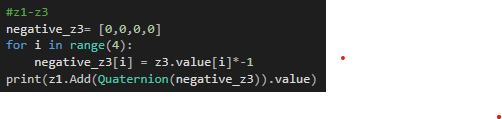 #z1-z3
negative_z3= [0,0,0,0]
for i in range(4):
    negative_z3[i] = z3.value[i]*-1
print(z1.Add(Quaternion(negative_z3)).value)